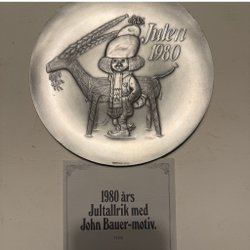 Julen
1980
1980 års
Jultallrik med
John Bauer-motiv.